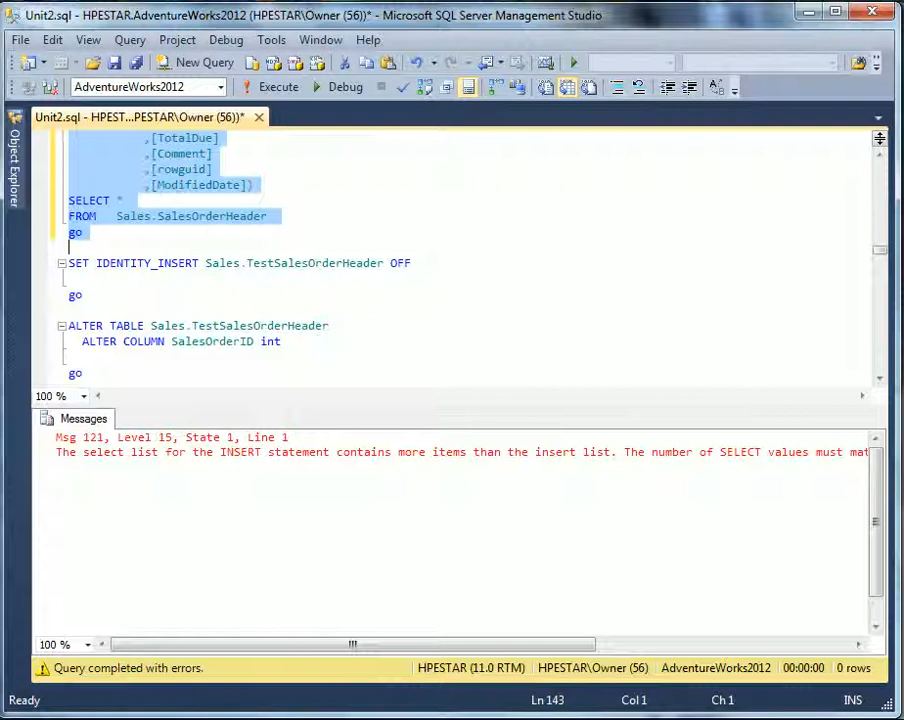 Unit2.sql - HPESTAR.AdventureWorks2012 (HPESTAR\Owner (56))* - Microsoft SQL Server Management Studio
File Edit View Query Project Debug Tools Window Help
New Query
AdventureWorks2012 Execute Debug
Unit2.sql - HPEST...PESTAR\Owner (56))*
Object Explorer
,[TotalDue]
,[Comment]
,[rowguid]
,[ModifiedDate])
SELECT *
FROM Sales.SalesOrderHeader
go
SET IDENTITY_INSERT Sales.TestSalesOrderHeader OFF
go
ALTER TABLE Sales.TestSalesOrderHeader
ALTER COLUMN SalesOrderID int
go
100 %
Messages
Msg 121, Level 15, State 1, Line 1
The select list for the INSERT statement contains more items than the insert list. The number of SELECT values must mat
100 %
Query completed with errors. HPESTAR (11.0 RTM) HPESTAR\Owner (56) AdventureWorks2012 00:00:00 0 rows
Ready Ln 143 Col 1 Ch 1 INS